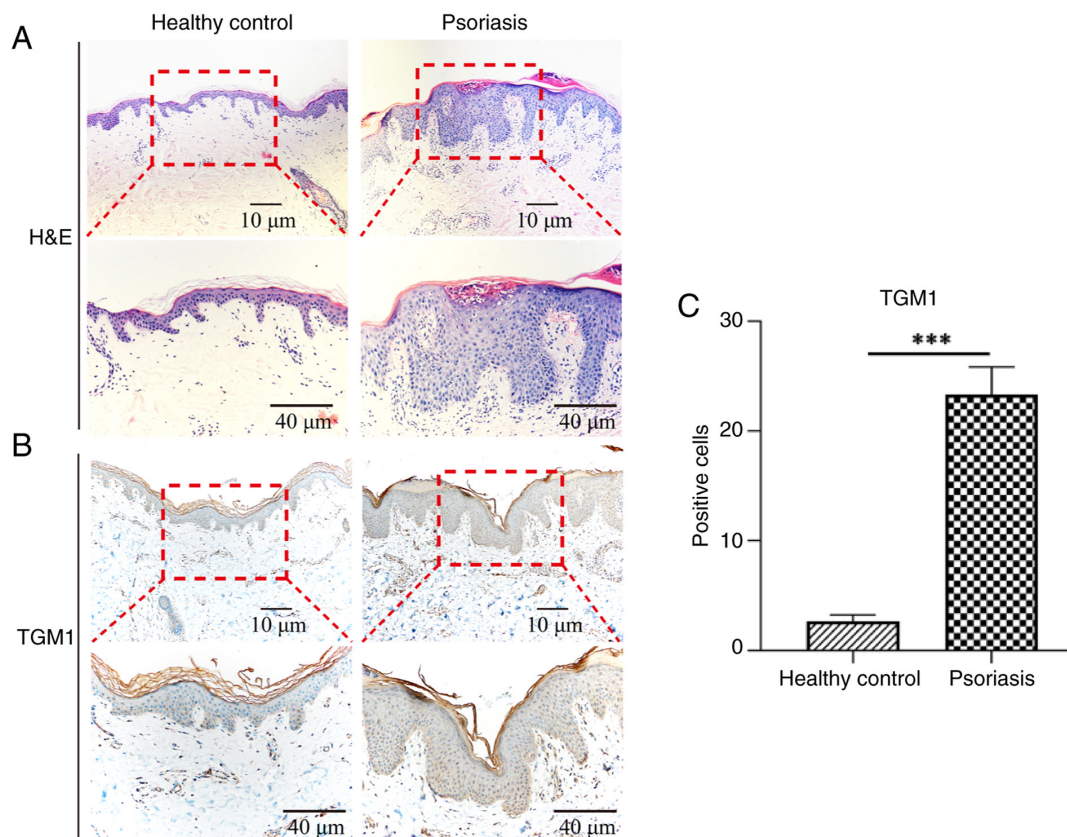 Healthy control
Psoriasis
A
H&E
10 μm
10 μm
40 μm
40 μm
B
TGM1
10 μm
10 μm
40 μm
40 μm
C
TGM1
***
Positive cells
30
20
10
0
Healthy control
Psoriasis